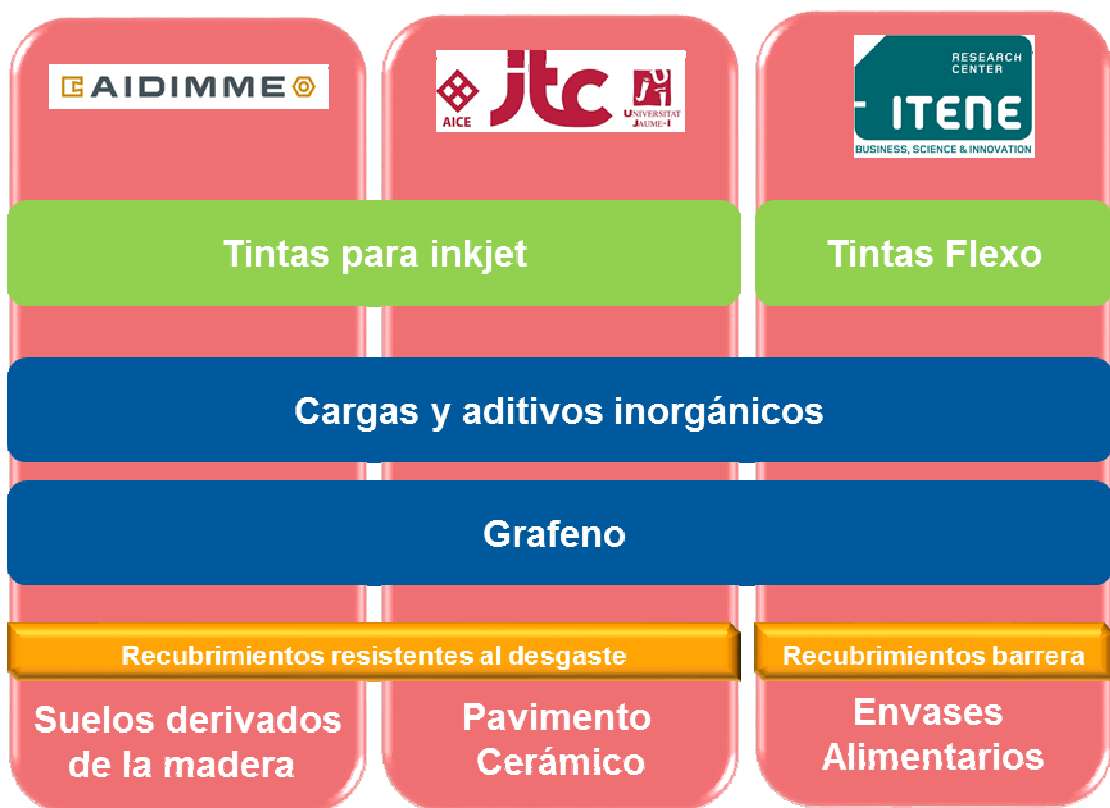 AIDIMME
AICE
itc
UNIVERSITAT
JAUME-I
RESEARCH
CENTER
ITENE
BUSINESS, SCIENCE & INNOVATION
Tintas para inkjet
Tintas Flexo
Cargas y aditivos inorgánicos
Grafeno
Recubrimientos resistentes al desgaste
Recubrimientos barrera
Suelos derivados
de la madera
Pavimento
Cerámico
Envases
Alimentarios